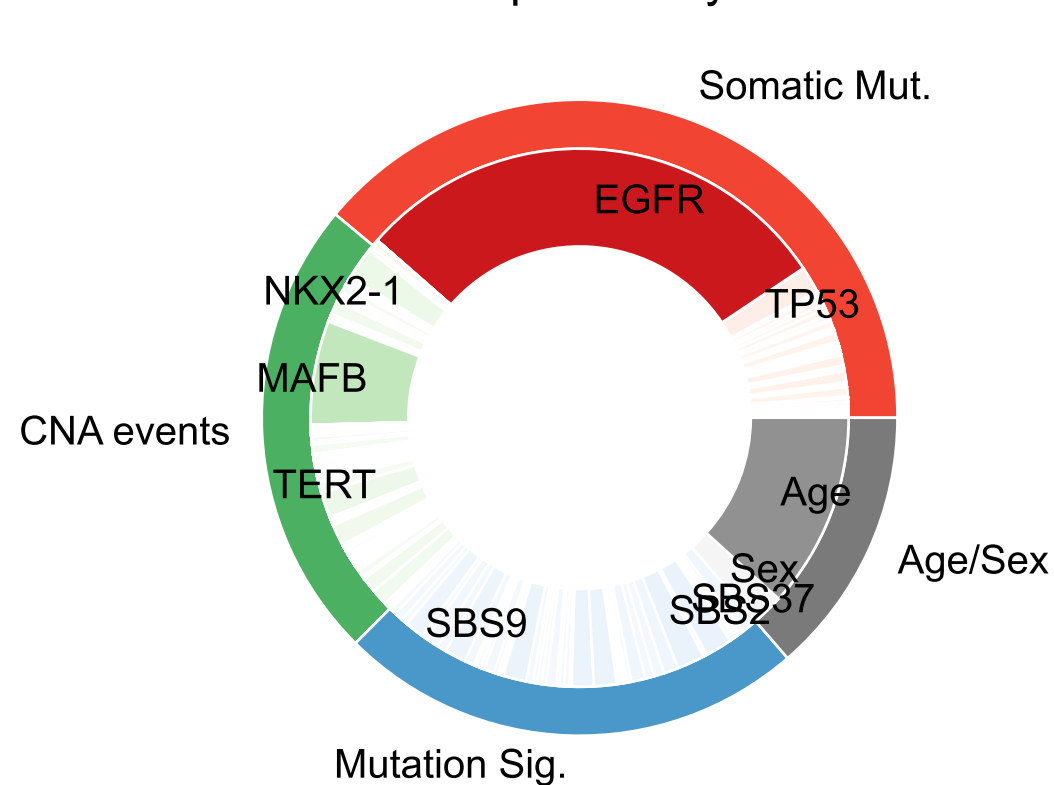 Somatic Mut.
EGFR
NKX2-1
TP53
MAFB
CNA events
TERT
Age
Age/Sex
Sex
SBS37
SBS2
SBS9
Mutation Sig.